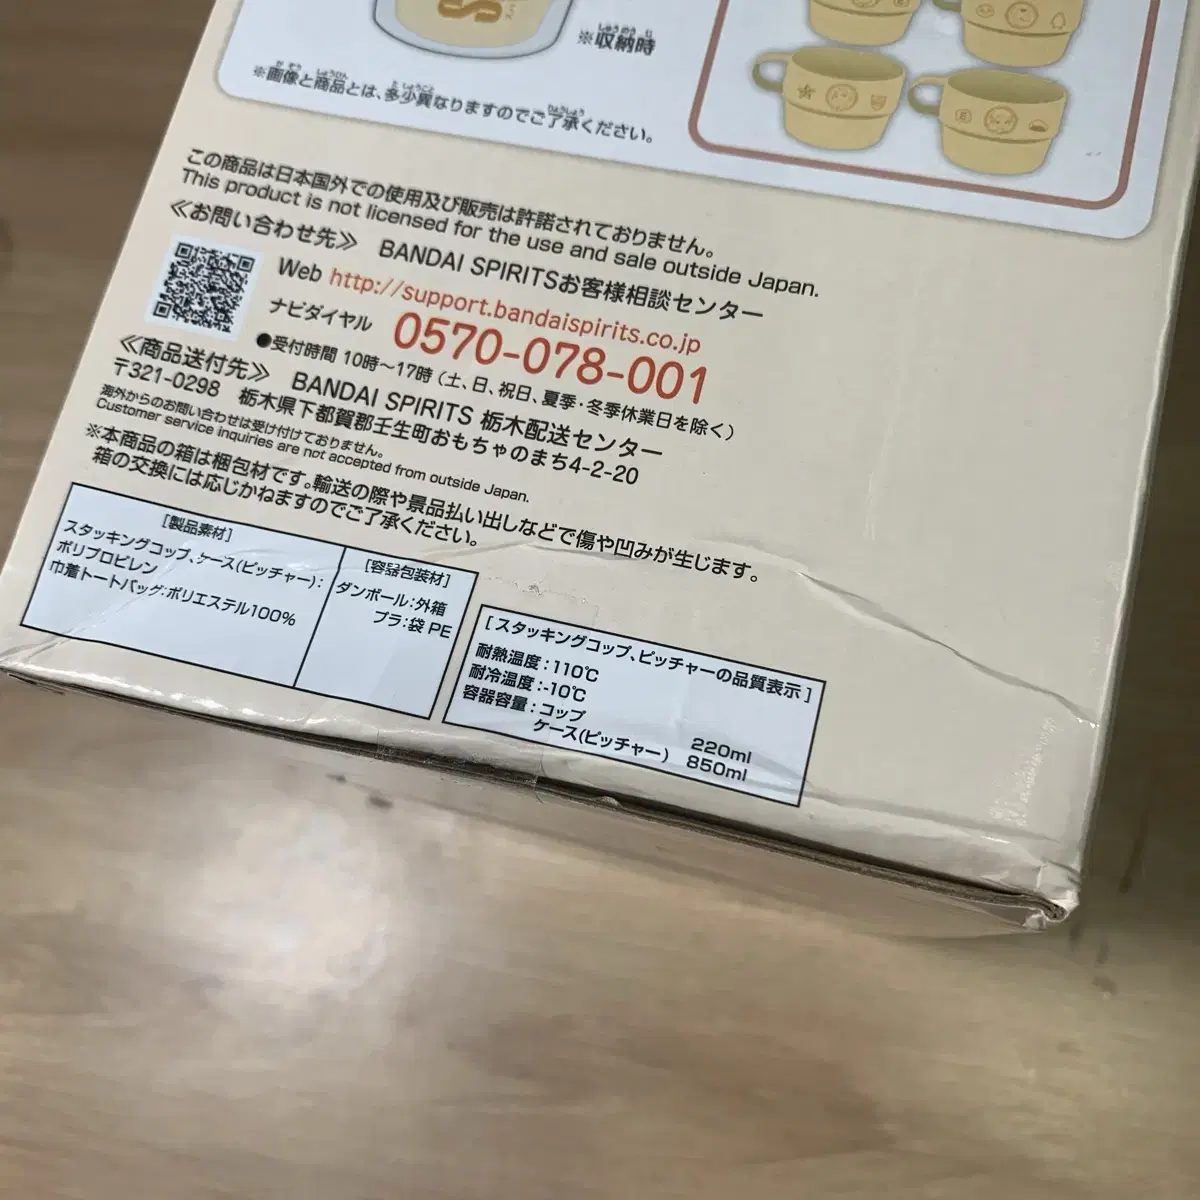 ※収納時
※画像と商品とは、多少異なりますのでご了承ください。
この商品は日本国外での使用及び販売は許諾されておりません。
This product is not licensed for the use and sale outside Japan.
≪お問い合わせ先≫ BANDAI SPIRITSお客様相談センター
Web http://support.bandaispirits.co.jp
ナビダイヤル 0570-078-001
●受付時間 10時~17時 (土、日、祝日、夏季・冬季休業日を除く)
≪商品送付先≫ BANDAI SPIRITS 栃木配送センター
〒321-0298 栃木県下都賀郡壬生町おもちゃのまち4-2-20
海外からのお問い合わせは受け付けておりません。
Customer service inquiries are not accepted from outside Japan.
※本商品の箱は梱包材です。輸送の際や景品払い出しなどで傷や凹みが生じます。
箱の交換には応じかねますのでご了承ください。
[製品素材]
スタッキングコップ、ケース(ピッチャー):
ポリプロピレン
巾着トートバッグ:ポリエステル100%
[容器包装材]
ダンボール:外箱
プラ:袋 PE
[スタッキングコップ、ピッチャーの品質表示]
耐熱温度:110℃
耐冷温度:-10℃
容器容量:コップ 220ml
ケース(ピッチャー) 850ml